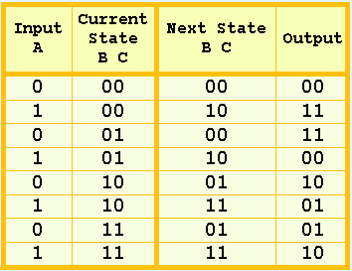 Input A | Current State B C | Next State B C | Output
0 | 00 | 00 | 00
1 | 00 | 10 | 11
0 | 01 | 00 | 11
1 | 01 | 10 | 00
0 | 10 | 01 | 10
1 | 10 | 11 | 01
0 | 11 | 01 | 01
1 | 11 | 11 | 10